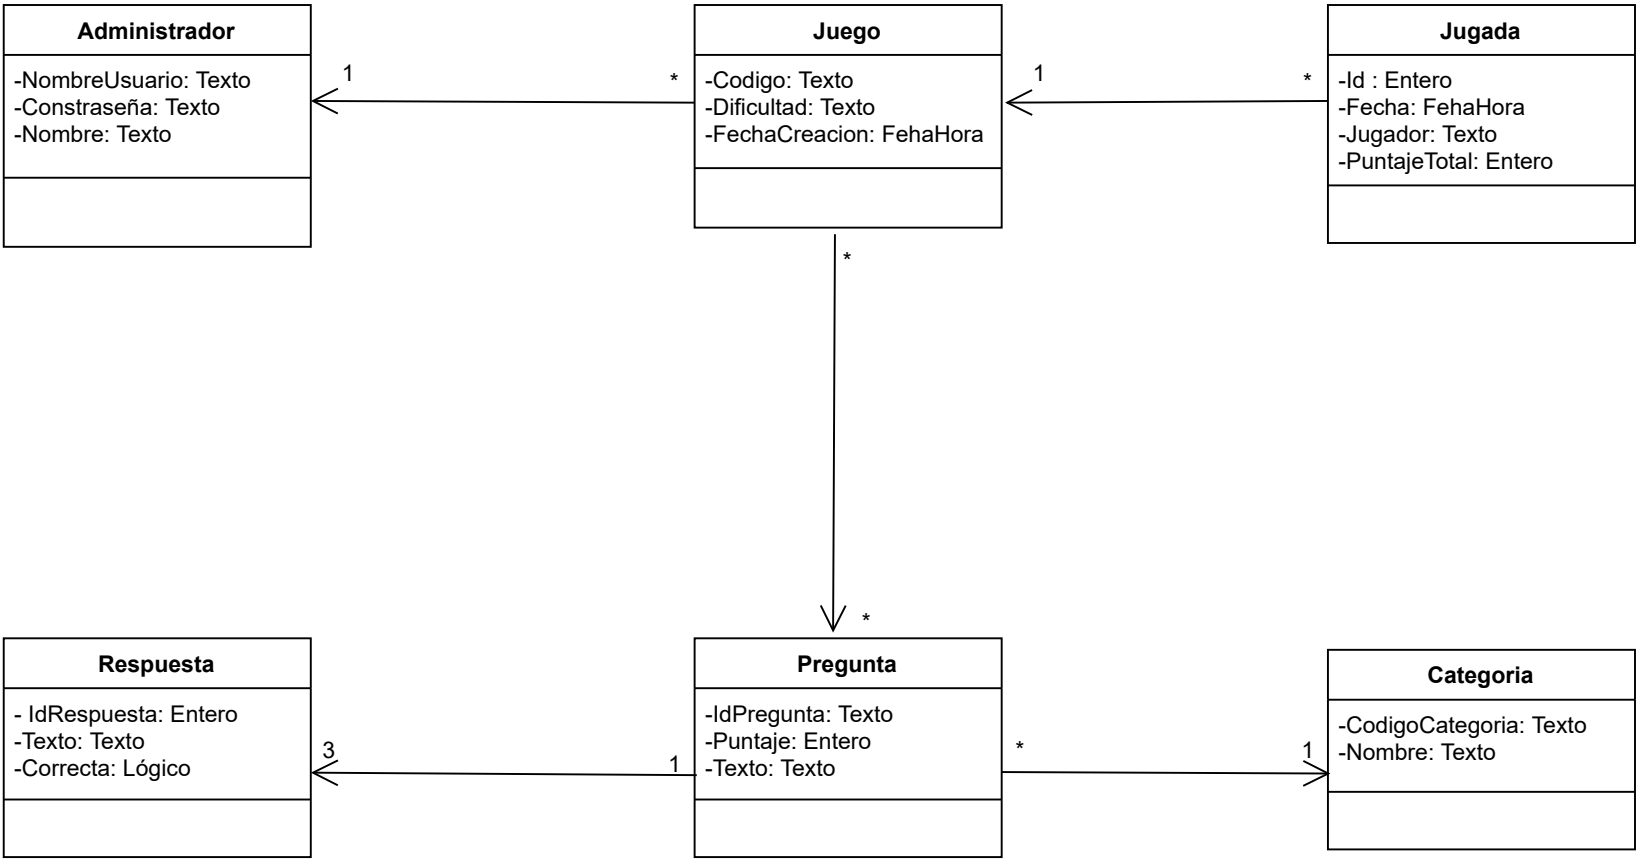 Administrador
-NombreUsuario: Texto
-Constraseña: Texto
-Nombre: Texto
1
*
Juego
-Codigo: Texto
-Dificultad: Texto
-FechaCreacion: FehaHora
1
*
Jugada
-Id : Entero
-Fecha: FehaHora
-Jugador: Texto
-PuntajeTotal: Entero
*
*
Respuesta
- IdRespuesta: Entero
-Texto: Texto
-Correcta: Lógico
3
1
Pregunta
-IdPregunta: Texto
-Puntaje: Entero
-Texto: Texto
*
1
Categoria
-CodigoCategoria: Texto
-Nombre: Texto